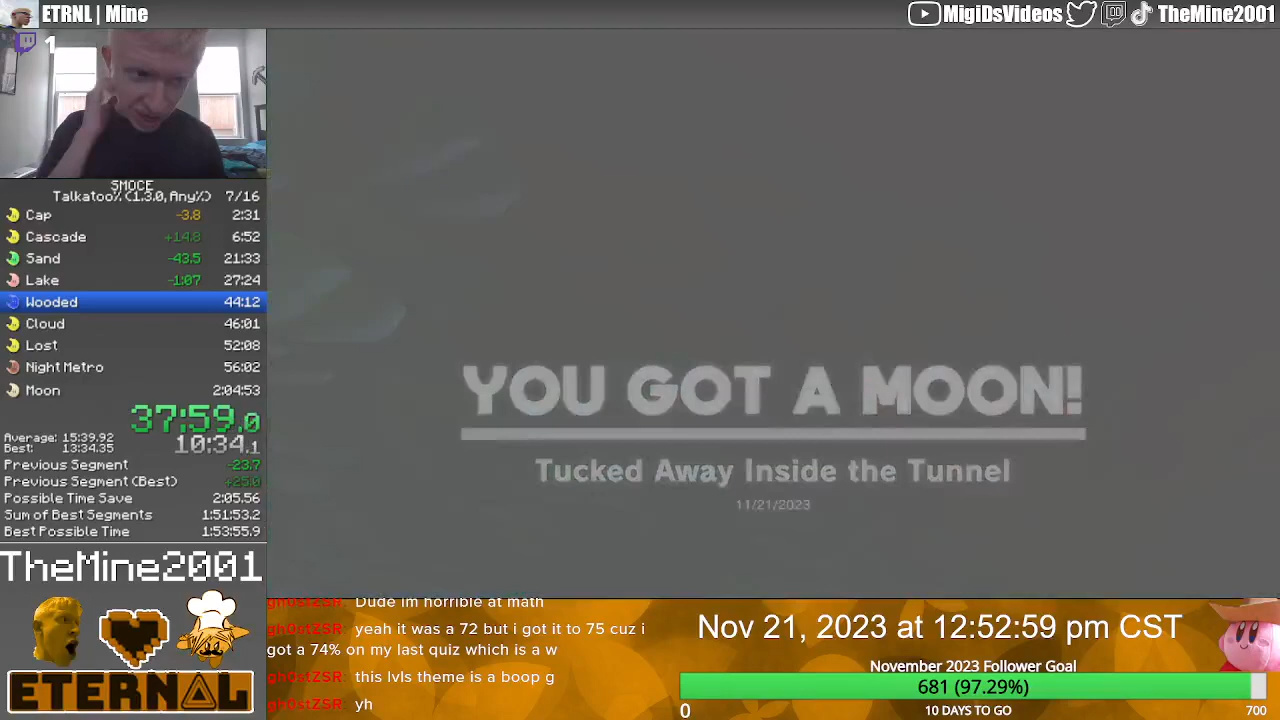 ETRNL | Mine
MigiDsVideos TheMine2001
1
SMOCE
Talkatoo% (1.3.0, Any%) 7/16
Cap -3.8 2:31
Cascade +14.8 6:52
Sand -43.5 21:33
Lake -1:07 27:24
Wooded 44:12
Cloud 46:01
Lost 52:08
Night Metro 56:02
Moon 2:04:53
37:59.0
Average: 15:39.92
Best: 13:34.35
10:34.1
Previous Segment -23.7
Previous Segment (Best) +25.0
Possible Time Save 2:05.56
Sum of Best Segments 1:51:53.2
Best Possible Time 1:53:55.9
TheMine2001
ETERNAL
YOU GOT A MOON!
Tucked Away Inside the Tunnel
11/21/2023
gh0stZSR: Dude im horrible at math
gh0stZSR: yeah it was a 72 but i got it to 75 cuz i
got a 74% on my last quiz which is a w
gh0stZSR: this lvls theme is a boop g
gh0stZSR: yh
Nov 21, 2023 at 12:52:59 pm CST
November 2023 Follower Goal
681 (97.29%)
0 10 DAYS TO GO 700